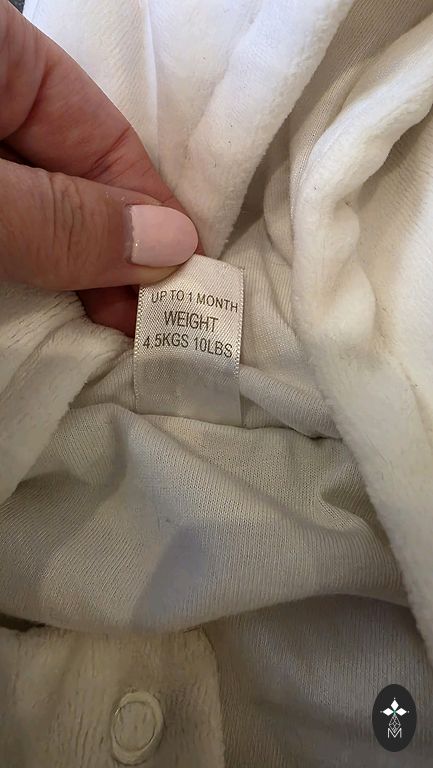 UP TO 1 MONTH
WEIGHT
4.5KGS 10LBS
M